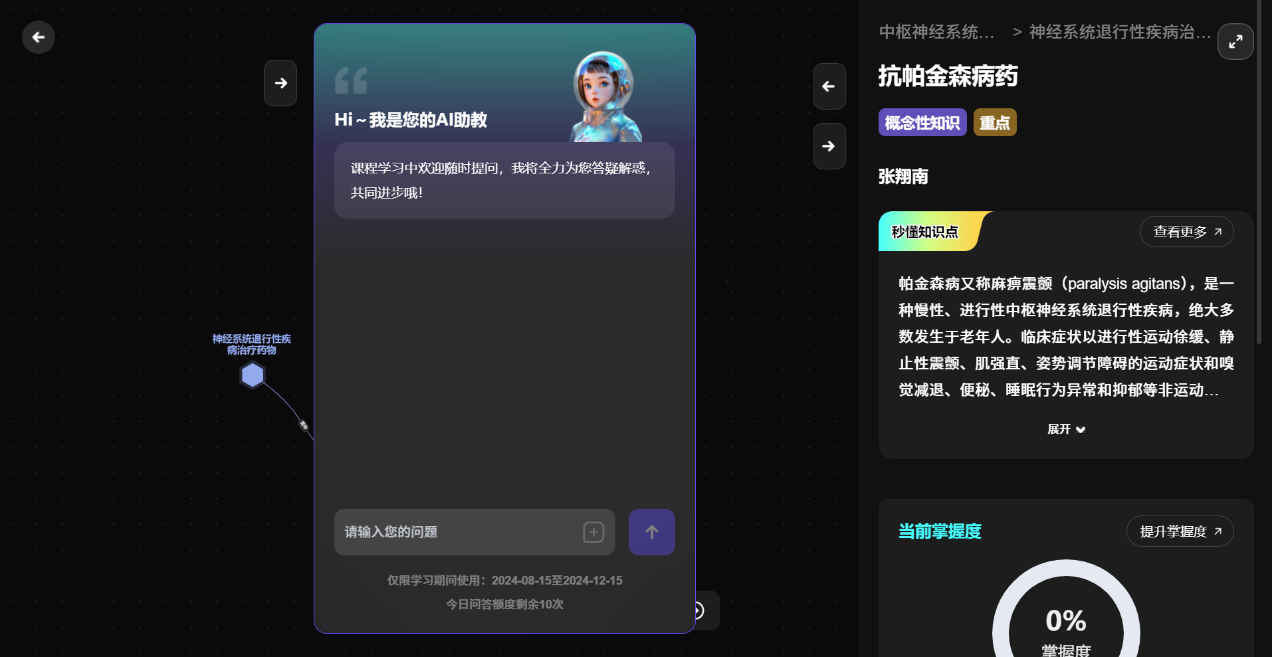 Hi～我是您的AI助教
课程学习中欢迎随时提问，我将全力为您答疑解惑，
共同进步哦！
神经系统退行性疾
病治疗药物
请输入您的问题
仅限学习期间使用：2024-08-15至2024-12-15
今日问答额度剩余10次
中枢神经系统... > 神经系统退行性疾病治...
抗帕金森病药
概念性知识 重点
张翔南
秒懂知识点 查看更多
帕金森病又称麻痹震颤（paralysis agitans），是一
种慢性、进行性中枢神经系统退行性疾病，绝大多
数发生于老年人。临床症状以进行性运动徐缓、静
止性震颤、肌强直、姿势调节障碍的运动症状和嗅
觉减退、便秘、睡眠行为异常和抑郁等非运动...
展开
当前掌握度 提升掌握度
0%
掌握度